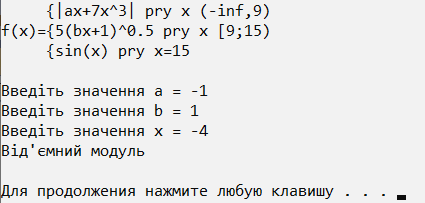 {|ax+7x^3| pry x (-inf,9)
f(x)={5(bx+1)^0.5 pry x [9;15)
{sin(x) pry x=15
Введіть значення a = -1
Введіть значення b = 1
Введіть значення x = -4
Від'ємний модуль
Для продолжения нажмите любую клавишу . . .